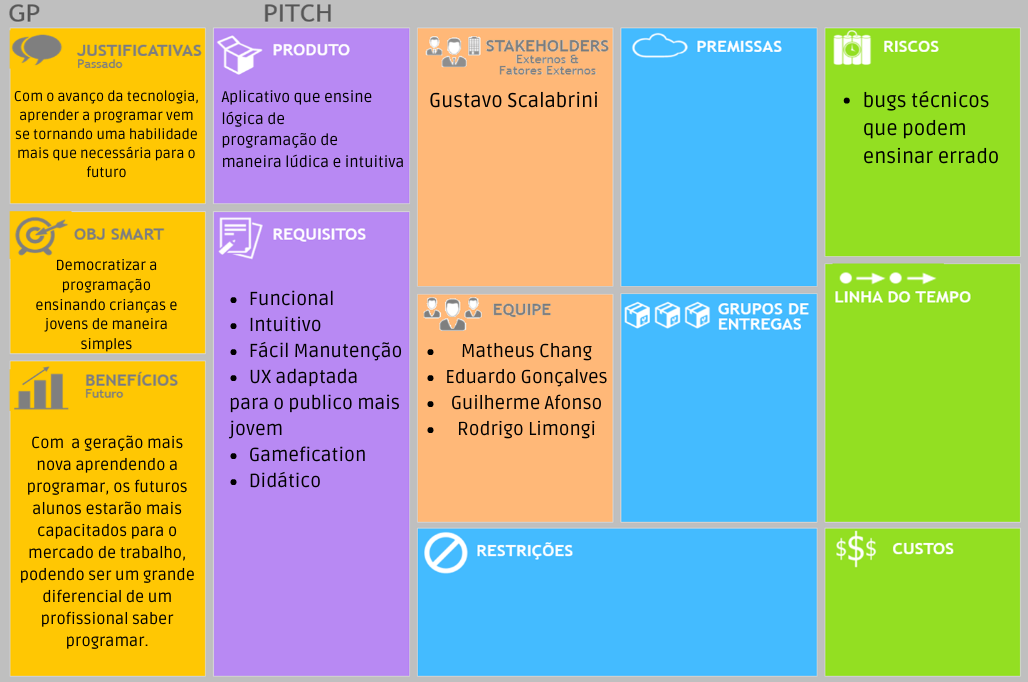 GP
PITCH
JUSTIFICATIVAS
Passado
Com o avanço da tecnologia,
aprender a programar vem
se tornando uma habilidade
mais que necessária para o
futuro
OBJ SMART
Democratizar a
programação
ensinando crianças e
jovens de maneira
simples
BENEFÍCIOS
Futuro
Com a geração mais
nova aprendendo a
programar, os futuros
alunos estarão mais
capacitados para o
mercado de trabalho,
podendo ser um grande
diferencial de um
profissional saber
programar.
PRODUTO
Aplicativo que ensine
lógica de
programação de
maneira lúdica e intuitiva
REQUISITOS
• Funcional
• Intuitivo
• Fácil Manutenção
• UX adaptada
para o publico mais
jovem
• Gamefication
• Didático
STAKEHOLDERS
Externos &
Fatores Externos
Gustavo Scalabrini
EQUIPE
• Matheus Chang
• Eduardo Gonçalves
• Guilherme Afonso
• Rodrigo Limongi
PREMISSAS
GRUPOS DE
ENTREGAS
RESTRIÇÕES
RISCOS
• bugs técnicos
que podem
ensinar errado
LINHA DO TEMPO
$$$ CUSTOS